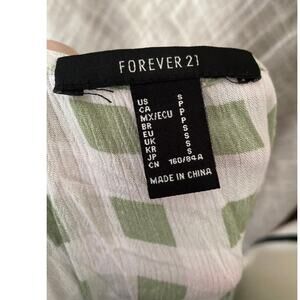 FOREVER 21
US S
CA P
MX/ECU P
BR P
EU S
UK S
KR S
JP S
CN 160/84A
MADE IN CHINA